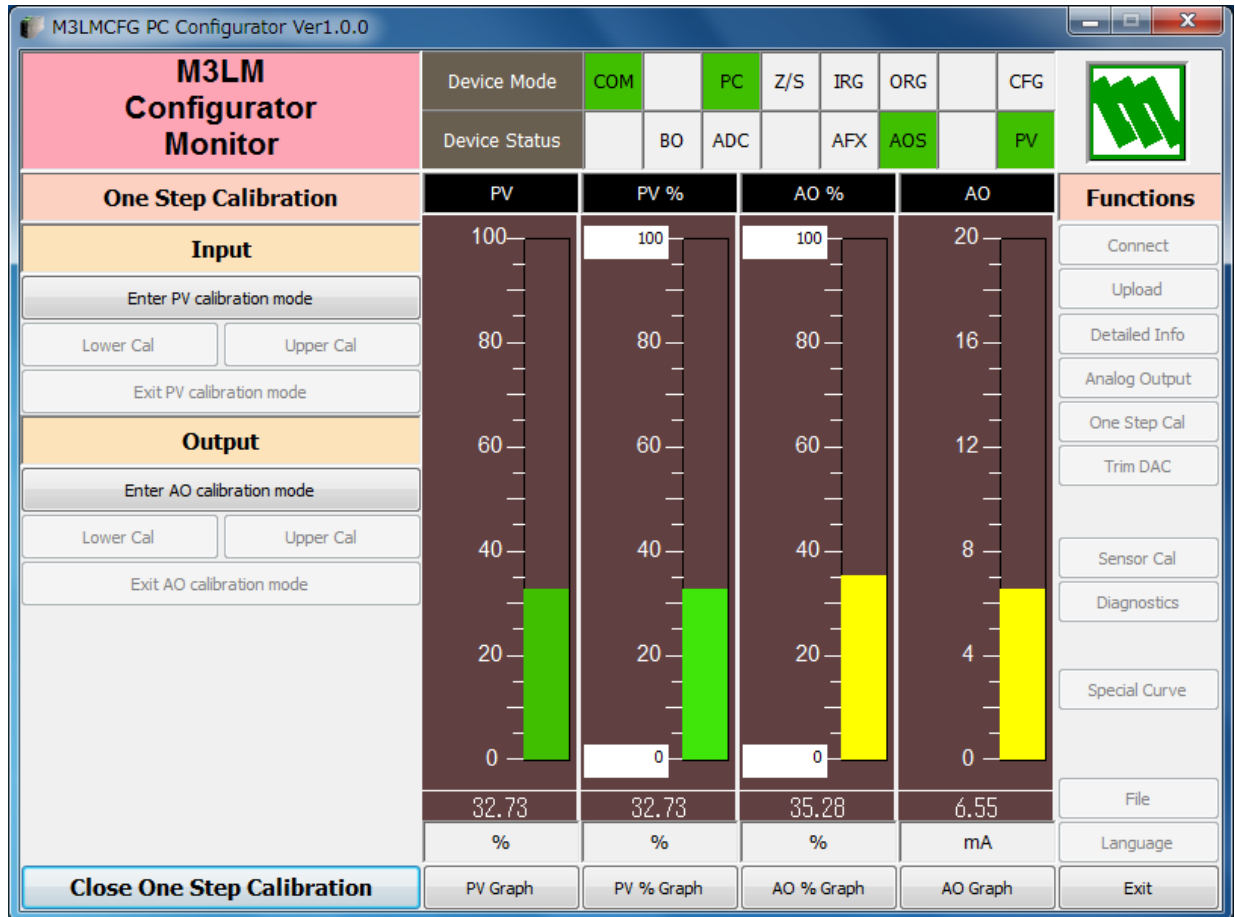 M3LMCFG PC Configurator Ver1.0.0
M3LM
Configurator
Monitor
Device Mode COM PC Z/S IRG ORG CFG
Device Status BO ADC AFX AOS PV
One Step Calibration
Input
Enter PV calibration mode
Lower Cal Upper Cal
Exit PV calibration mode
Output
Enter AO calibration mode
Lower Cal Upper Cal
Exit AO calibration mode
Close One Step Calibration
PV PV % AO % AO
100 100 100 20
80 80 80 16
60 60 60 12
40 40 40 8
20 20 20 4
0 0 0 0
32.73 32.73 35.28 6.55
% % % mA
PV Graph PV % Graph AO % Graph AO Graph
Functions
Connect
Upload
Detailed Info
Analog Output
One Step Cal
Trim DAC
Sensor Cal
Diagnostics
Special Curve
File
Language
Exit